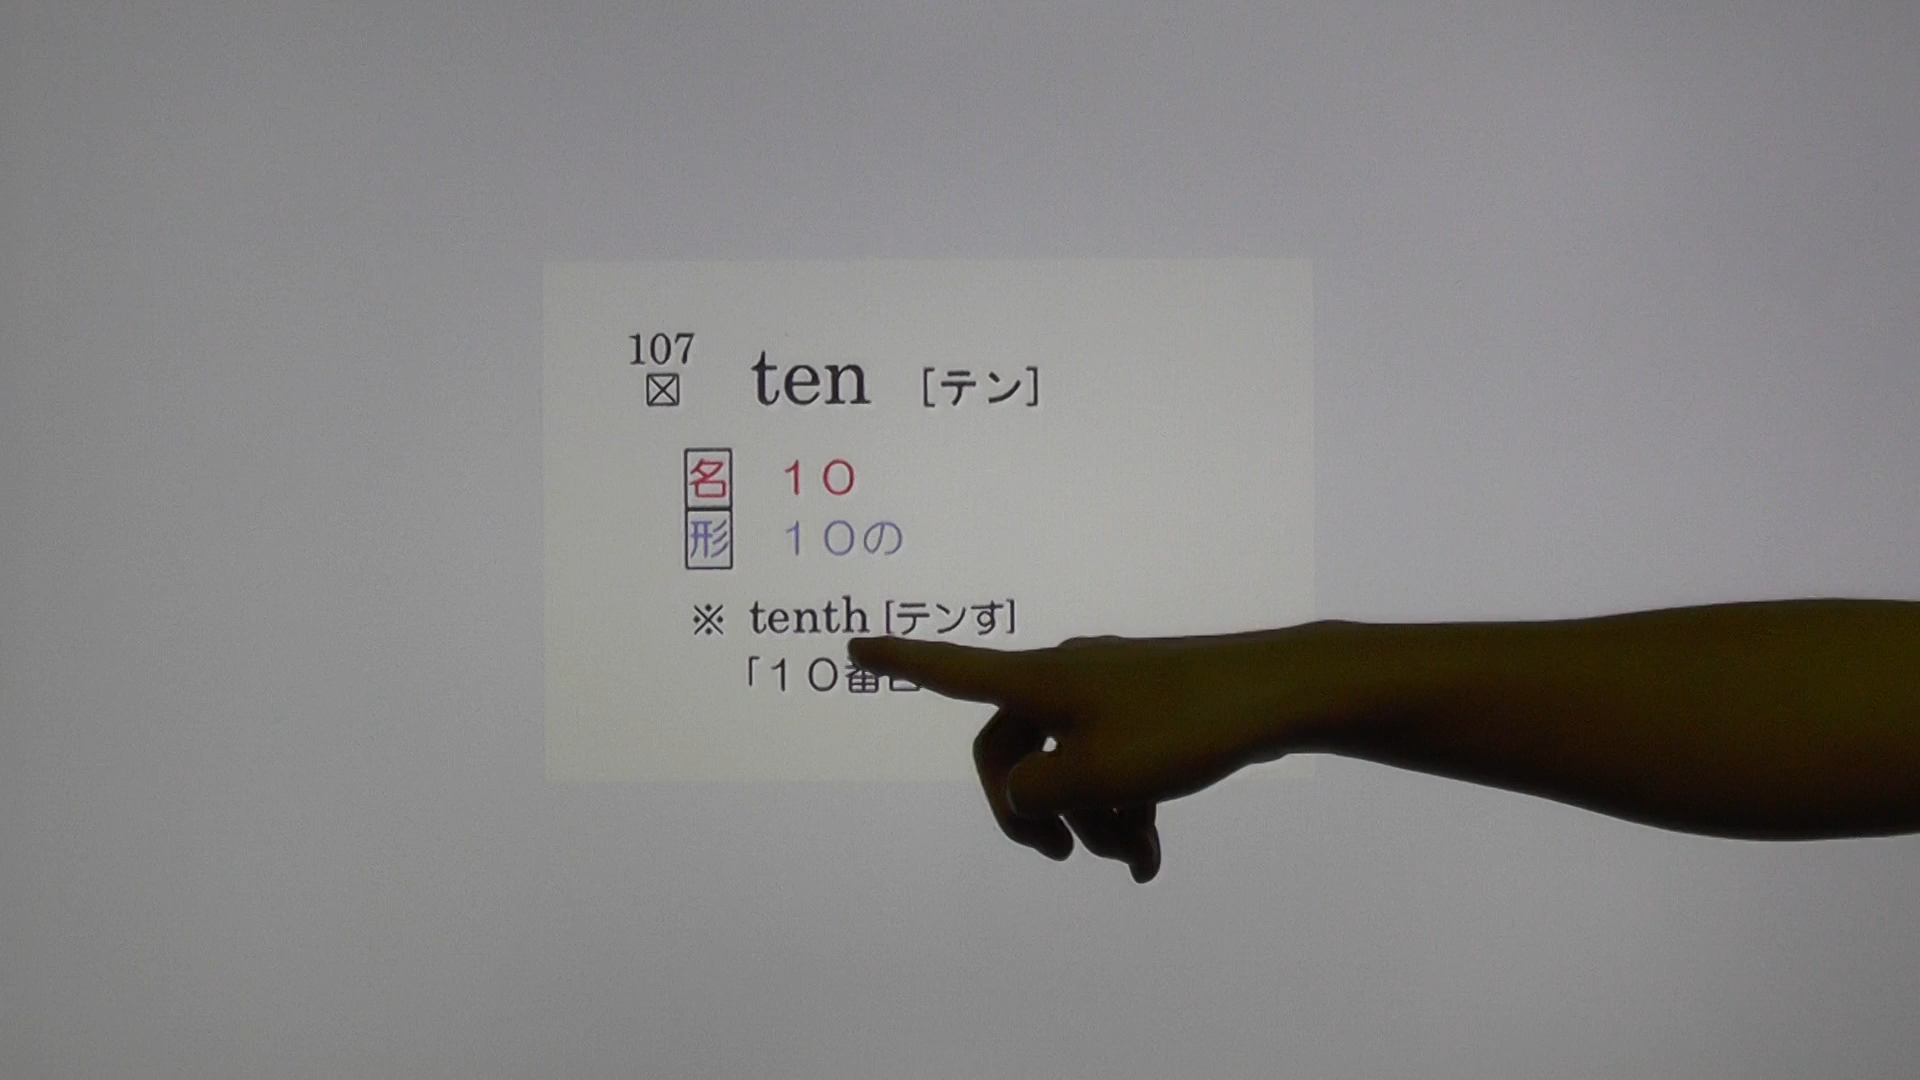 107
☒ ten [テン]
名 10
形 10の
※ tenth [テンす]
「10番